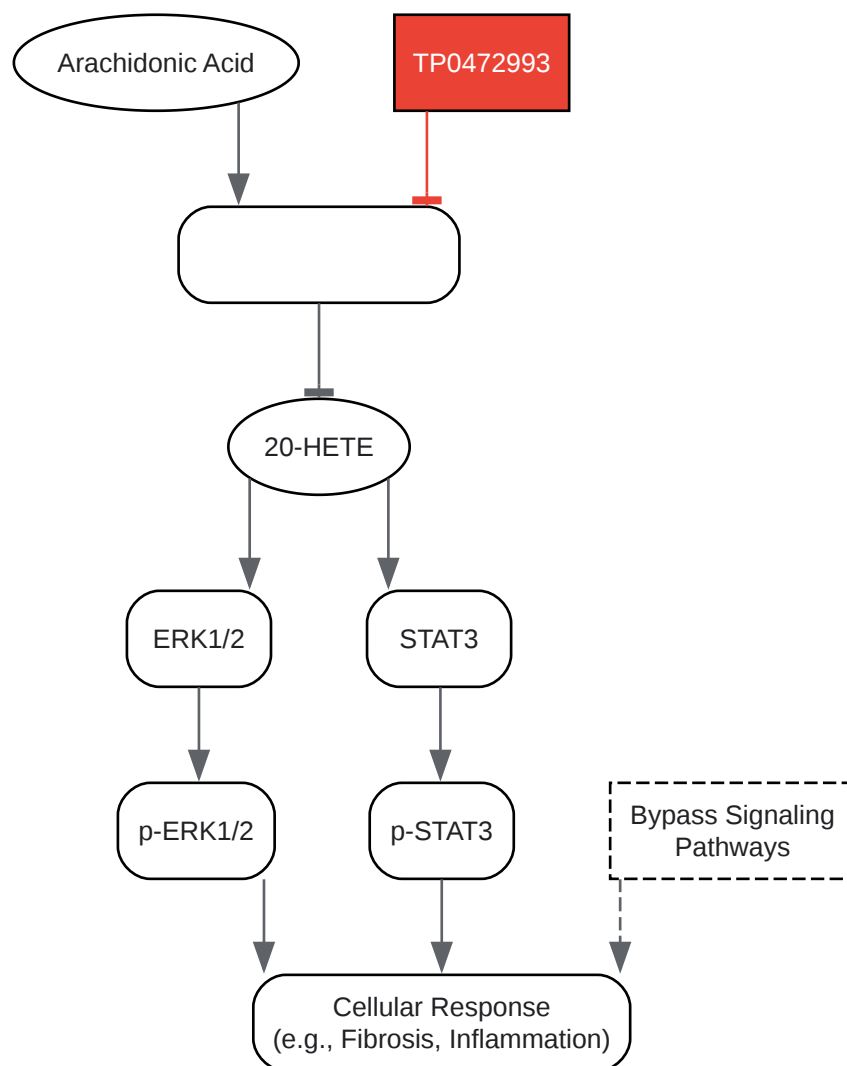 Arachidonic Acid
TP0472993
20-HETE
ERK1/2
STAT3
p-ERK1/2
p-STAT3
Bypass Signaling
Pathways
Cellular Response
(e.g., Fibrosis, Inflammation)